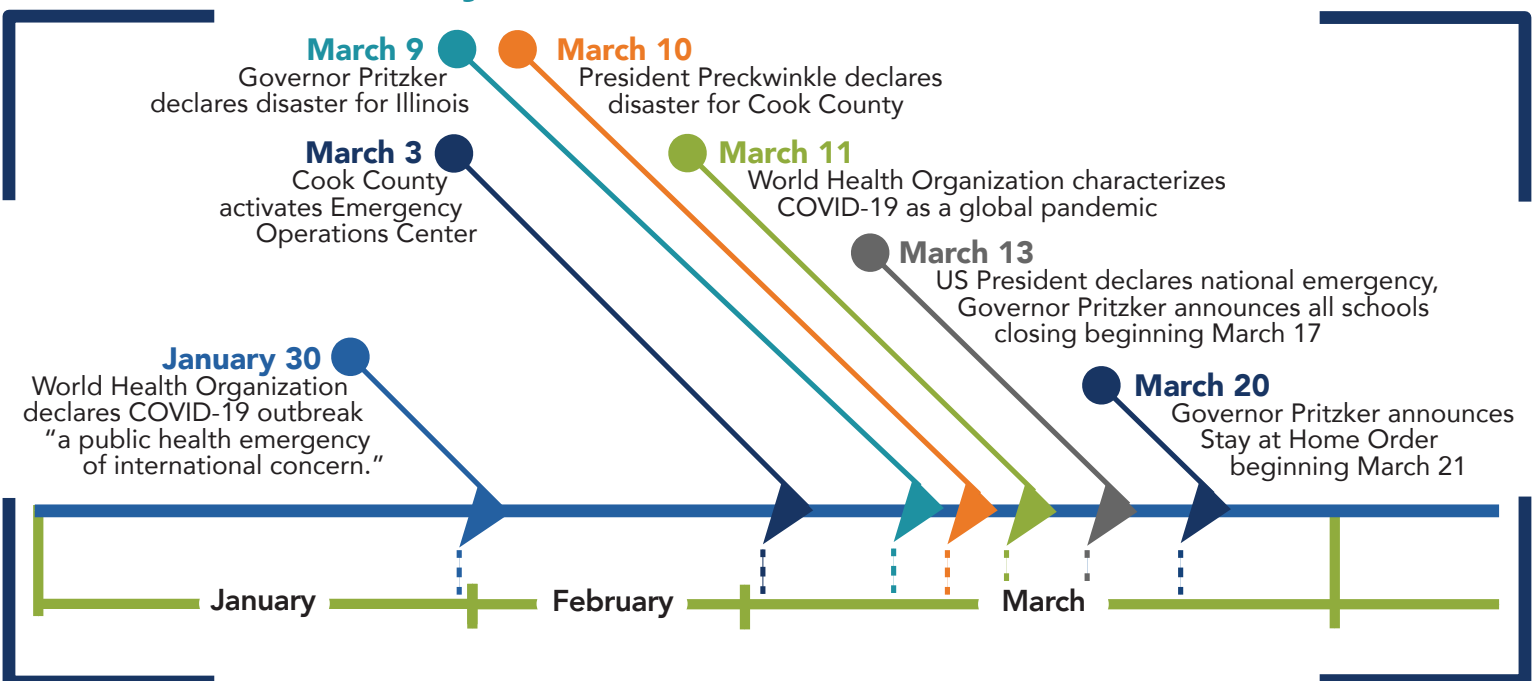 March 9
Governor Pritzker
declares disaster for Illinois
March 10
President Preckwinkle declares
disaster for Cook County
March 3
Cook County
activates Emergency
Operations Center
March 11
World Health Organization characterizes
COVID-19 as a global pandemic
March 13
US President declares national emergency,
Governor Pritzker announces all schools
closing beginning March 17
January 30
World Health Organization
declares COVID-19 outbreak
“a public health emergency
of international concern.”
March 20
Governor Pritzker announces
Stay at Home Order
beginning March 21
January
February
March